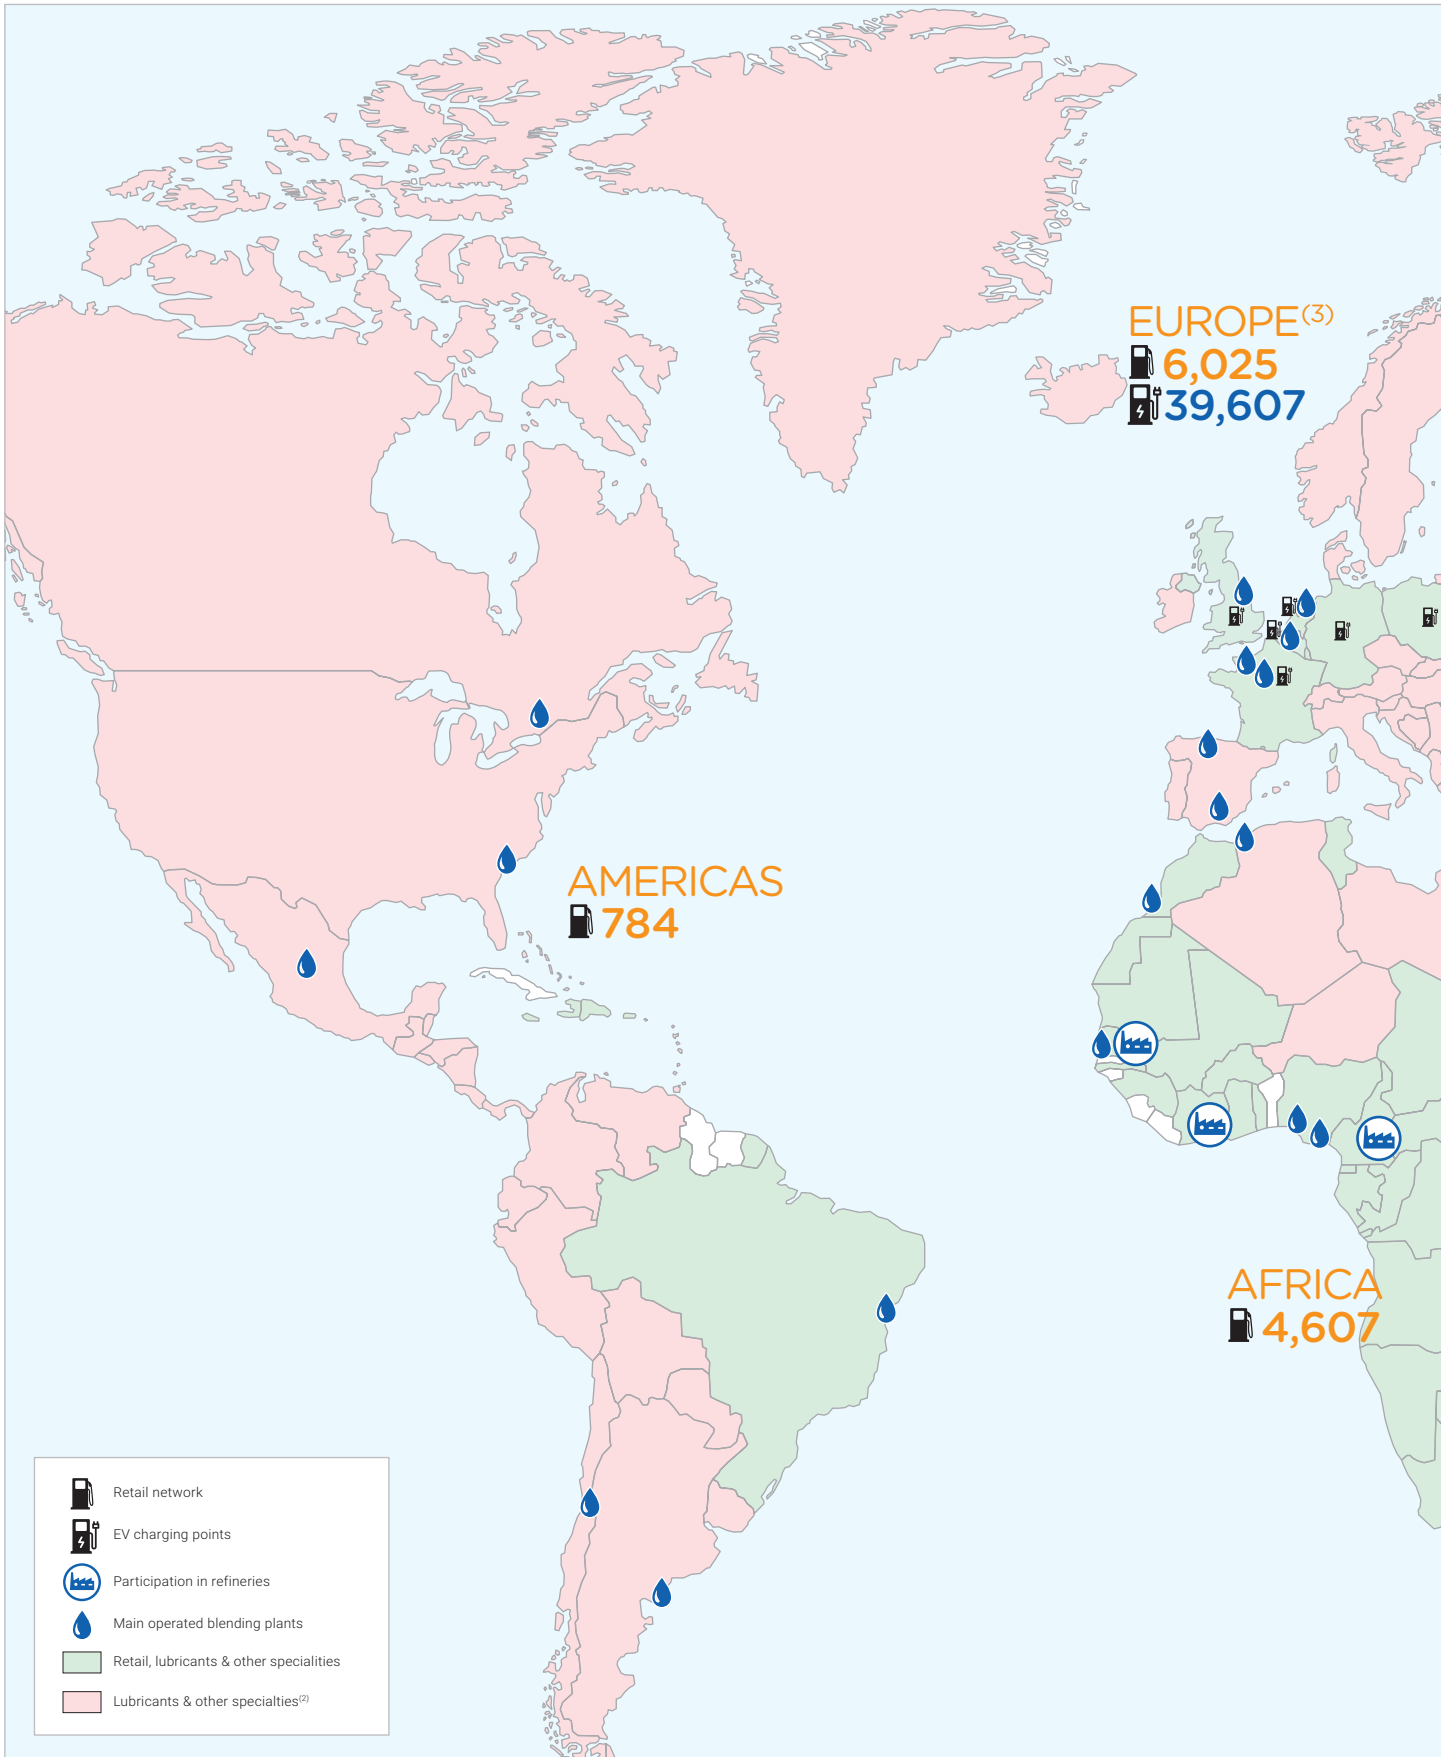 EUROPE(3)
6,025
39,607
AMERICAS
784
AFRICA
4,607
Retail network
EV charging points
Participation in refineries
Main operated blending plants
Retail, lubricants & other specialities
Lubricants & other specialties(2)